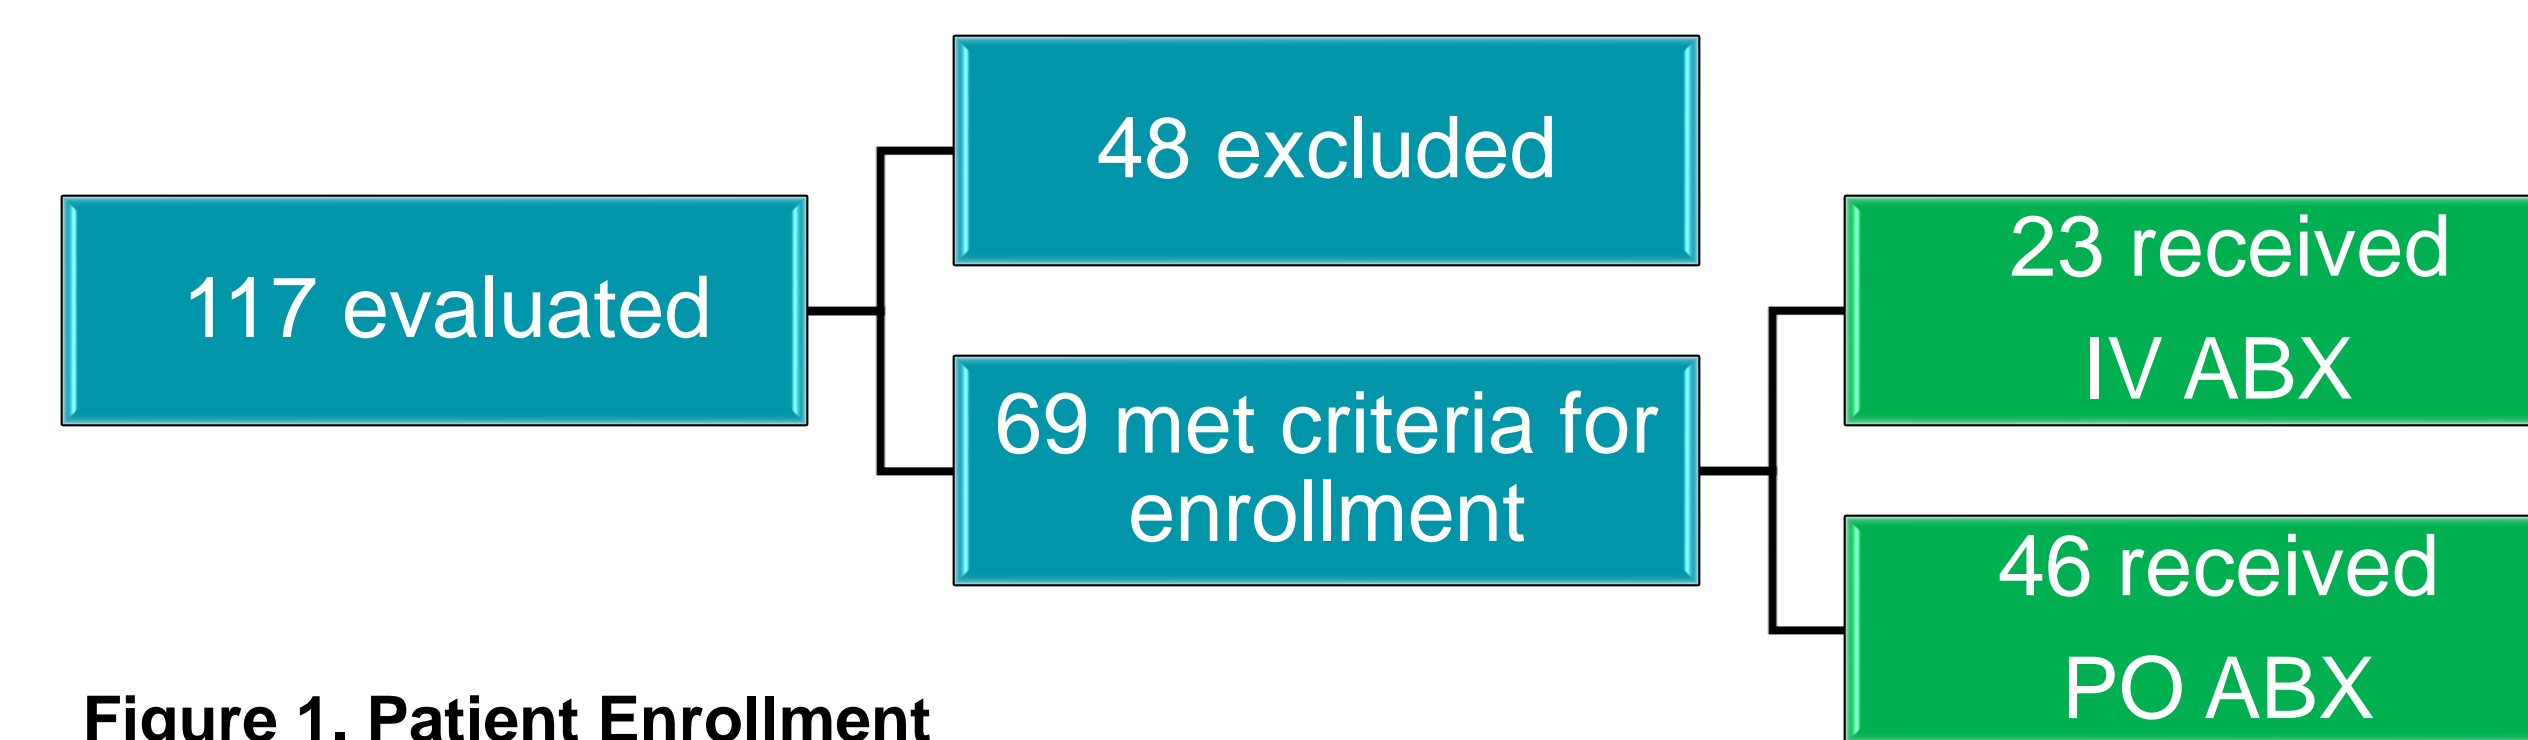 117 evaluated
48 excluded
69 met criteria for
enrollment
23 received
IV ABX
46 received
PO ABX
Figure 1. Patient Enrollment